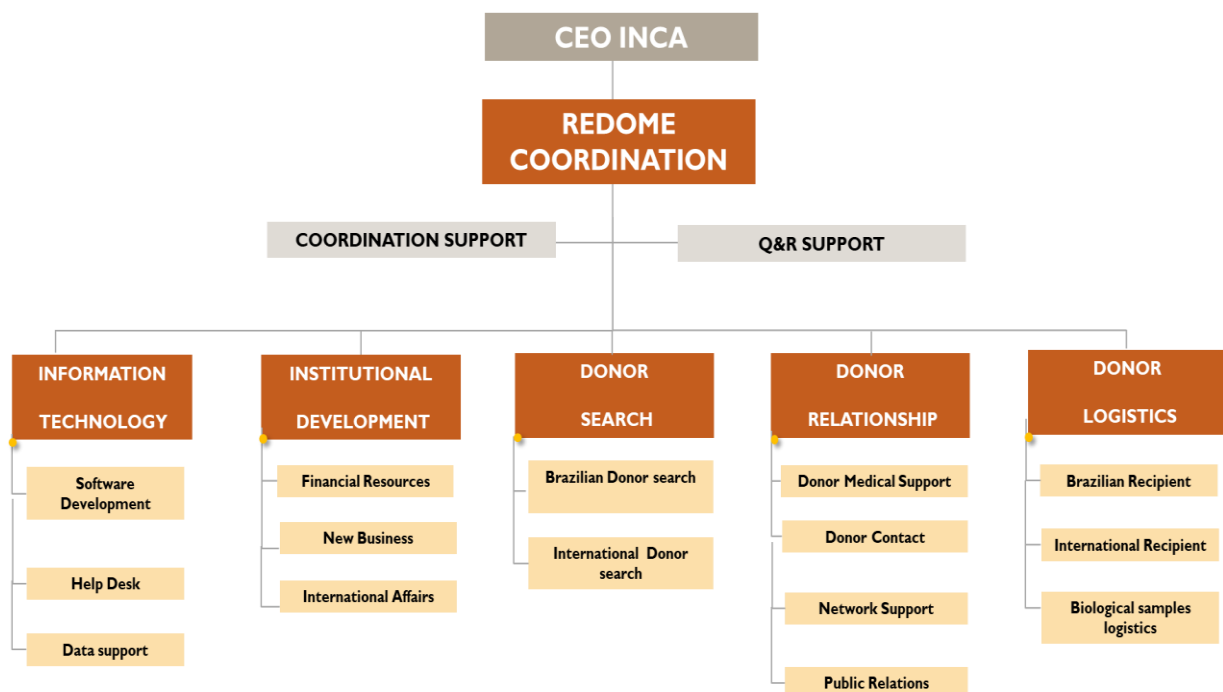 CEO INCA
REDOME
COORDINATION
COORDINATION SUPPORT
Q&R SUPPORT
INFORMATION
TECHNOLOGY
Software
Development
Help Desk
Data support
INSTITUTIONAL
DEVELOPMENT
Financial Resources
New Business
International Affairs
DONOR
SEARCH
Brazilian Donor search
International Donor
search
DONOR
RELATIONSHIP
Donor Medical Support
Donor Contact
Network Support
Public Relations
DONOR
LOGISTICS
Brazilian Recipient
International Recipient
Biological samples
logistics